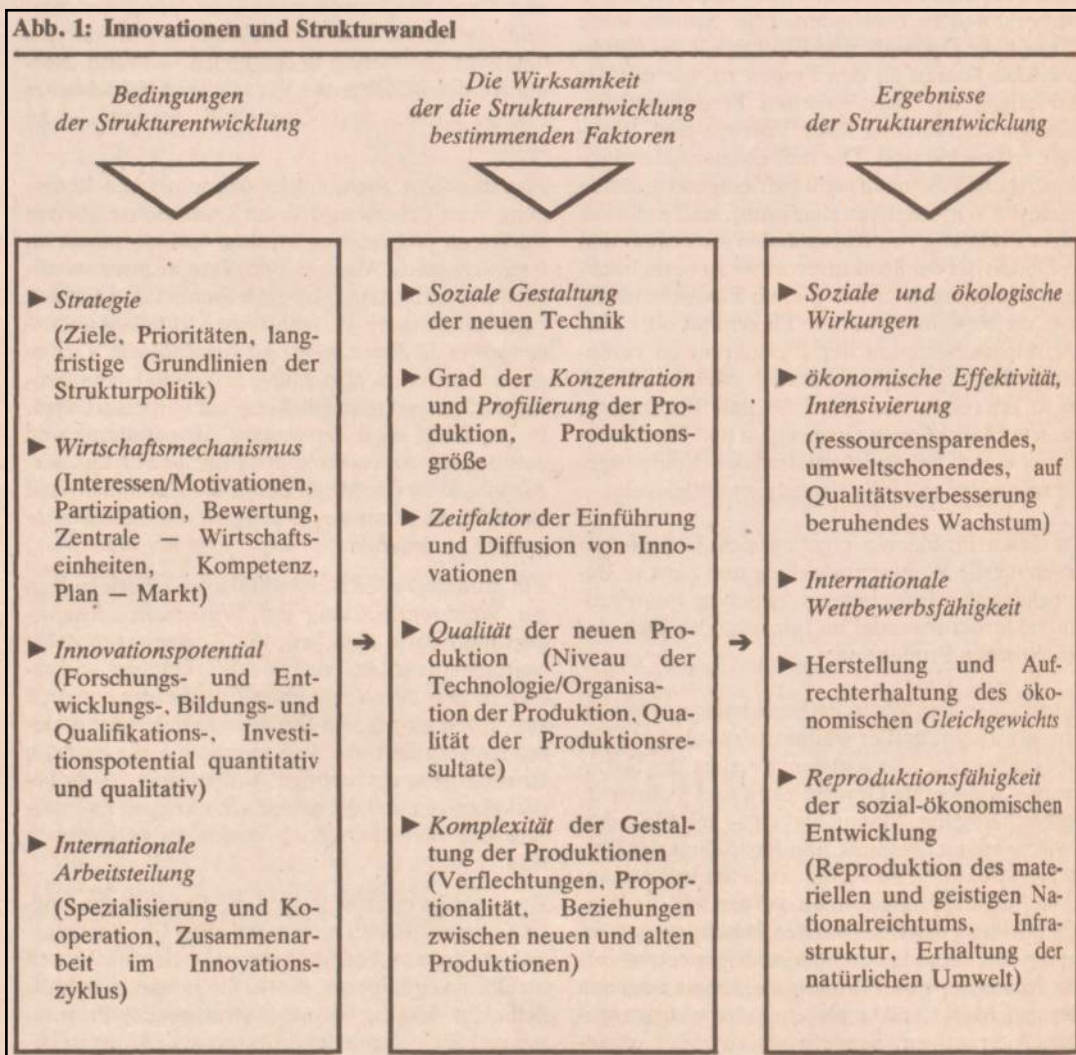 Abb. 1: Innovationen und Strukturwandel
Bedingungen
der Strukturentwicklung
Die Wirksamkeit
der die Strukturentwicklung
bestimmenden Faktoren
Ergebnisse
der Strukturentwicklung
► Strategie
(Ziele, Prioritäten, lang-
fristige Grundlinien der
Strukturpolitik)
► Wirtschaftsmechanismus
(Interessen/Motivationen,
Partizipation, Bewertung,
Zentrale — Wirtschafts-
einheiten, Kompetenz,
Plan — Markt)
► Innovationspotential
(Forschungs- und Ent-
wicklungs-, Bildungs- und
Qualifikations-, Investi-
tionspotential quantitativ
und qualitativ)
► Internationale
Arbeitsteilung
(Spezialisierung und Ko-
operation, Zusammenar-
beit im Innovations-
zyklus)
➔
► Soziale Gestaltung
der neuen Technik
► Grad der Konzentration
und Profilierung der Pro-
duktion, Produktions-
größe
► Zeitfaktor der Einführung
und Diffusion von Inno-
vationen
► Qualität der neuen Pro-
duktion (Niveau der
Technologie/Organisa-
tion der Produktion, Qua-
lität der Produktionsre-
sultate)
► Komplexität der Gestal-
tung der Produktionen
(Verflechtungen, Propor-
tionalität, Beziehungen
zwischen neuen und alten
Produktionen)
➔
► Soziale und ökologische
Wirkungen
► ökonomische Effektivität,
Intensivierung
(ressourcensparendes,
umweltschonendes, auf
Qualitätsverbesserung
beruhendes Wachstum)
► Internationale
Wettbewerbsfähigkeit
► Herstellung und Auf-
rechterhaltung des öko-
nomischen Gleichgewichts
► Reproduktionsfähigkeit
der sozial-ökonomischen
Entwicklung
(Reproduktion des mate-
riellen und geistigen Na-
tionalreichtums, Infra-
struktur, Erhaltung der
natürlichen Umwelt)